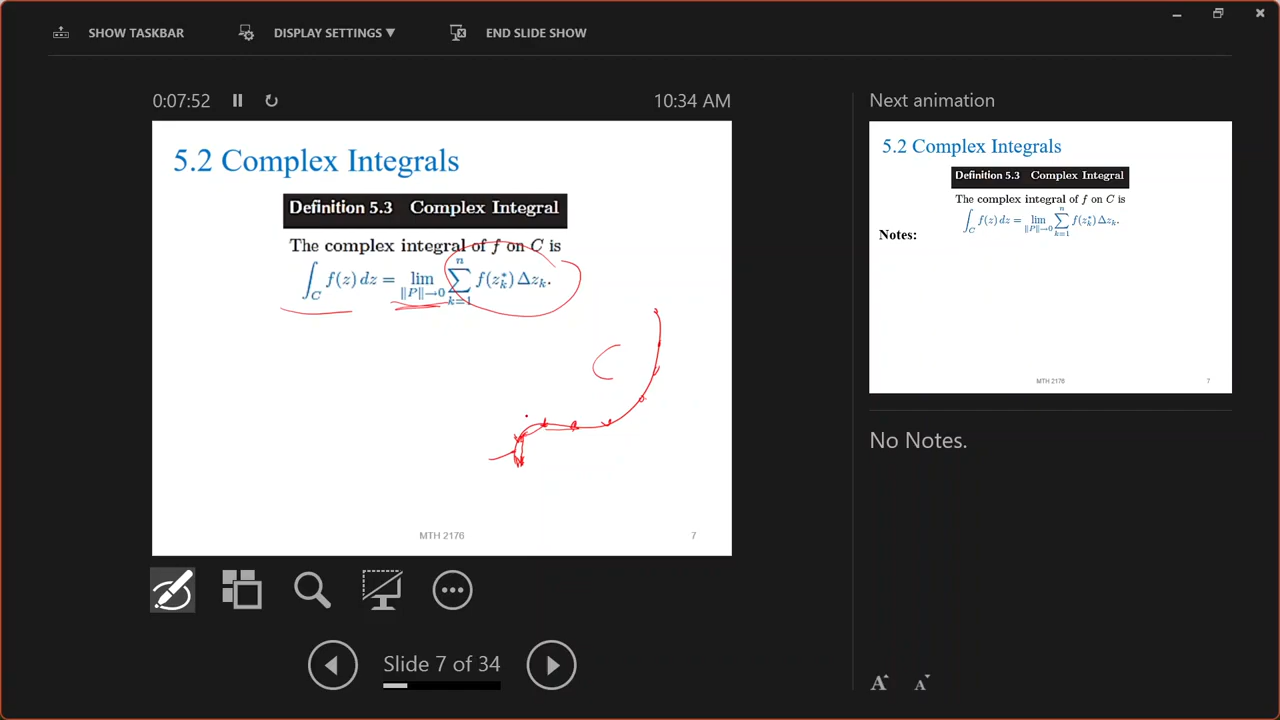 SHOW TASKBAR DISPLAY SETTINGS ▼ END SLIDE SHOW
0:07:52 10:34 AM
5.2 Complex Integrals
Definition 5.3 Complex Integral
The complex integral of f on C is
∫_C f(z) dz = lim_{‖P‖→0} ∑_{k=1}^{n} f(z_k^*) Δz_k.
C
MTH 2176 7
Slide 7 of 34
Next animation
5.2 Complex Integrals
Definition 5.3 Complex Integral
The complex integral of f on C is
∫_C f(z) dz = lim_{‖P‖→0} ∑_{k=1}^{n} f(z_k^*) Δz_k.
Notes:
MTH 2176 7
No Notes.
A A